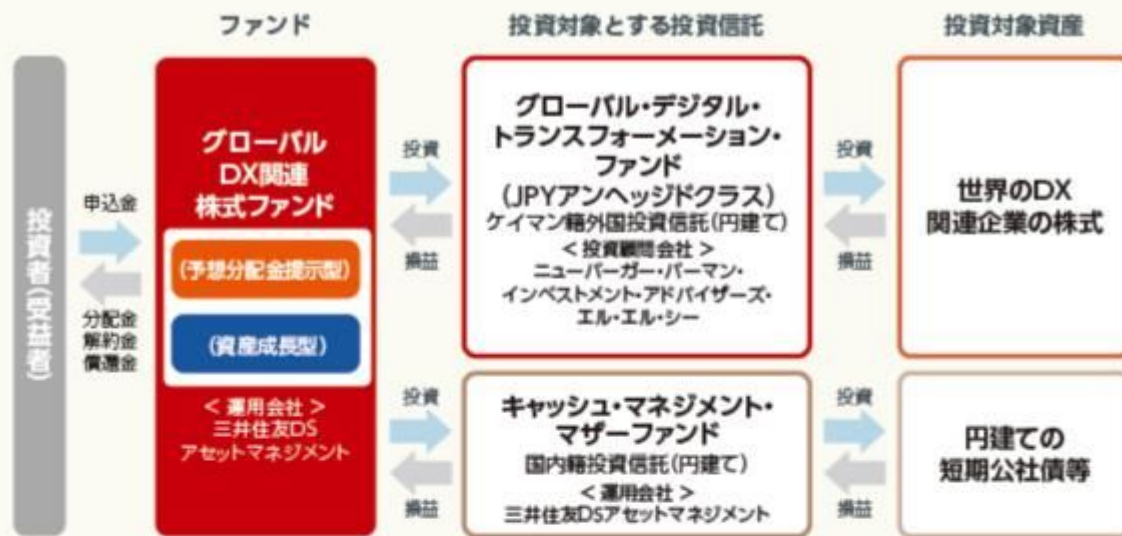 ファンド
投資対象とする投資信託
投資対象資産
投資者(受益者)
申込金
分配金
解約金
償還金
グローバル
DX関連
株式ファンド
(予想分配金提示型)
(資産成長型)
< 運用会社 >
三井住友DS
アセットマネジメント
投資
損益
グローバル・デジタル・
トランスフォーメーション・
ファンド
(JPYアンヘッジドクラス)
ケイマン籍外国投資信託(円建て)
< 投資顧問会社 >
ニューバーガー・バーマン・
インベストメント・アドバイザーズ・
エル・エル・シー
投資
損益
世界のDX
関連企業の株式
投資
損益
キャッシュ・マネジメント・
マザーファンド
国内籍投資信託(円建て)
< 運用会社 >
三井住友DSアセットマネジメント
投資
損益
円建ての
短期公社債等